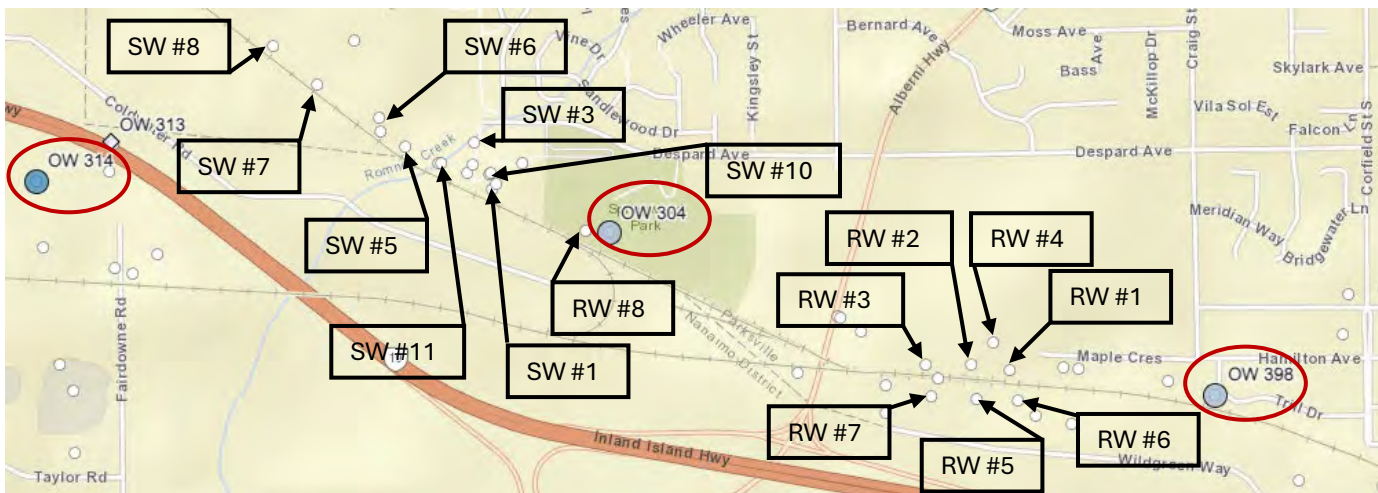 SW #8
SW #6
Vine Dr
Wheeler Ave
Kingsley St
Bernard Ave
Moss Ave
Bass Ave
McKillop Dr
Craig St
Skylark Ave
Alberni Hwy
SW #3
Sandlewood Dr
Vila Sol Est
Falcon Ln
OW 313
SW #7
Creek
Despard Ave
Despard Ave
Corfield St S
OW 314
SW #10
OW 304
Park
SW #5
RW #2
RW #4
Meridian Way
Bridgewater Ln
RW #3
RW #1
RW #8
Fairdowne Rd
SW #11
SW #1
Parksville
Nanaimo District
Maple Cres
Hamilton Ave
OW 398
Trill Dr
RW #7
RW #5
RW #6
Inland Island Hwy
Wildgreen Way
Taylor Rd